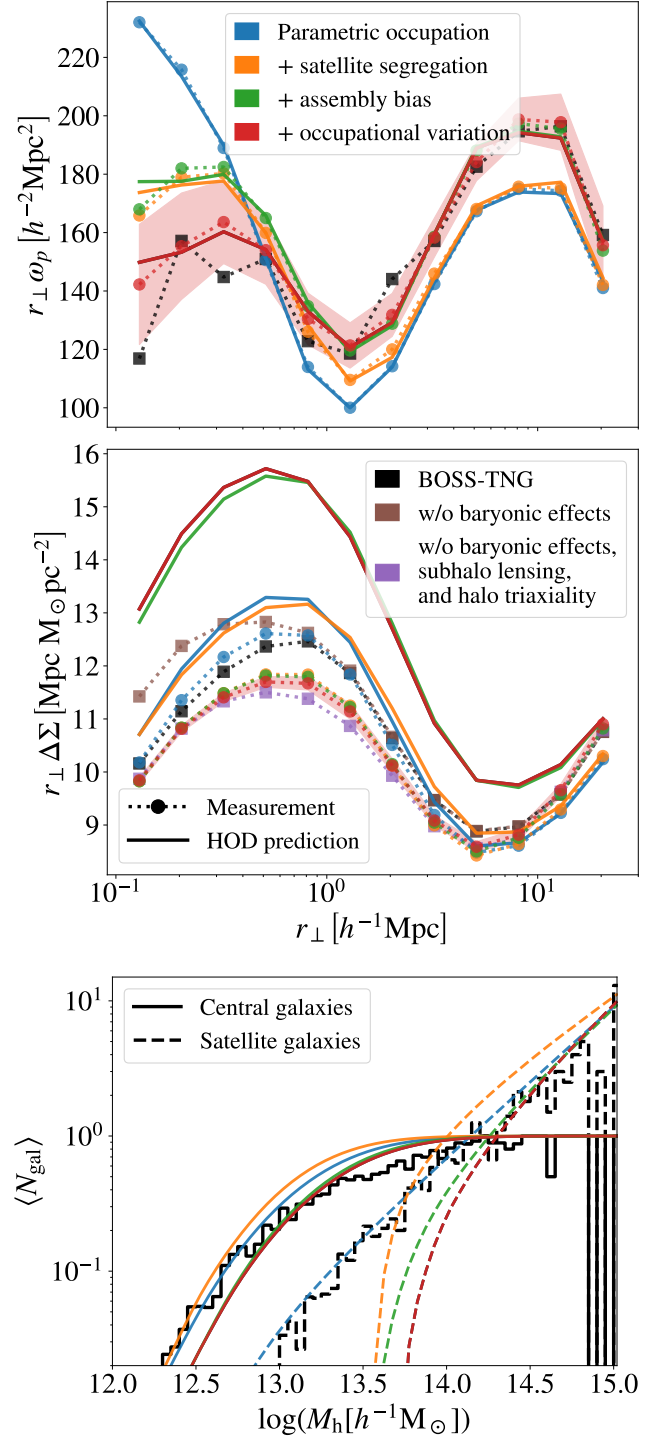 220
200
180
160
140
120
100
r⊥ω_p [h⁻²Mpc²]
Parametric occupation
+ satellite segregation
+ assembly bias
+ occupational variation
16
15
14
13
12
11
10
9
r⊥ΔΣ [Mpc M⊙pc⁻²]
BOSS-TNG
w/o baryonic effects
w/o baryonic effects,
subhalo lensing,
and halo triaxiality
Measurement
HOD prediction
10⁻¹ 10⁰ 10¹
r⊥ [h⁻¹Mpc]
10¹
10⁰
10⁻¹
⟨N_gal⟩
Central galaxies
Satellite galaxies
12.0 12.5 13.0 13.5 14.0 14.5 15.0
log(M_h[h⁻¹M⊙])